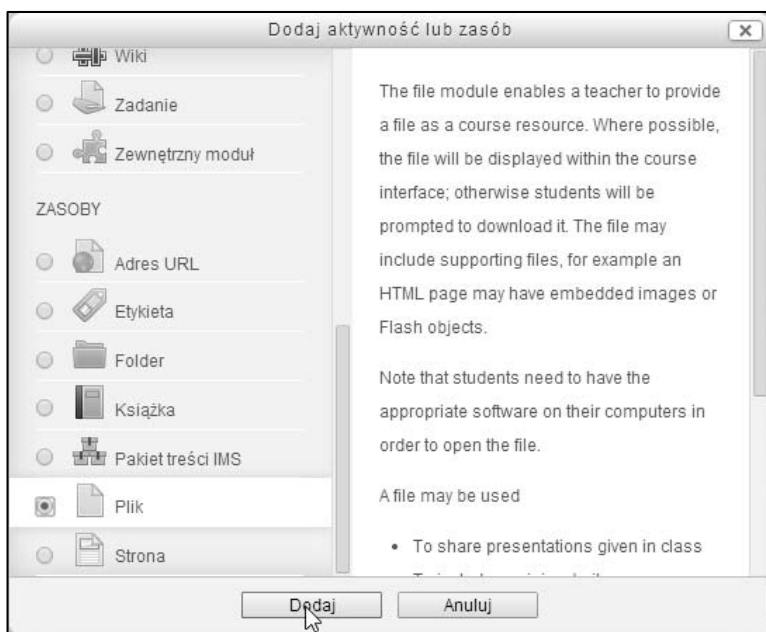 Dodaj aktywność lub zasób
Wiki
Zadanie
Zewnętrzny moduł
ZASOBY
Adres URL
Etykieta
Folder
Książka
Pakiet treści IMS
Plik
Strona
The file module enables a teacher to provide
a file as a course resource. Where possible,
the file will be displayed within the course
interface; otherwise students will be
prompted to download it. The file may
include supporting files, for example an
HTML page may have embedded images or
Flash objects.
Note that students need to have the
appropriate software on their computers in
order to open the file.
A file may be used
• To share presentations given in class
Dodaj
Anuluj